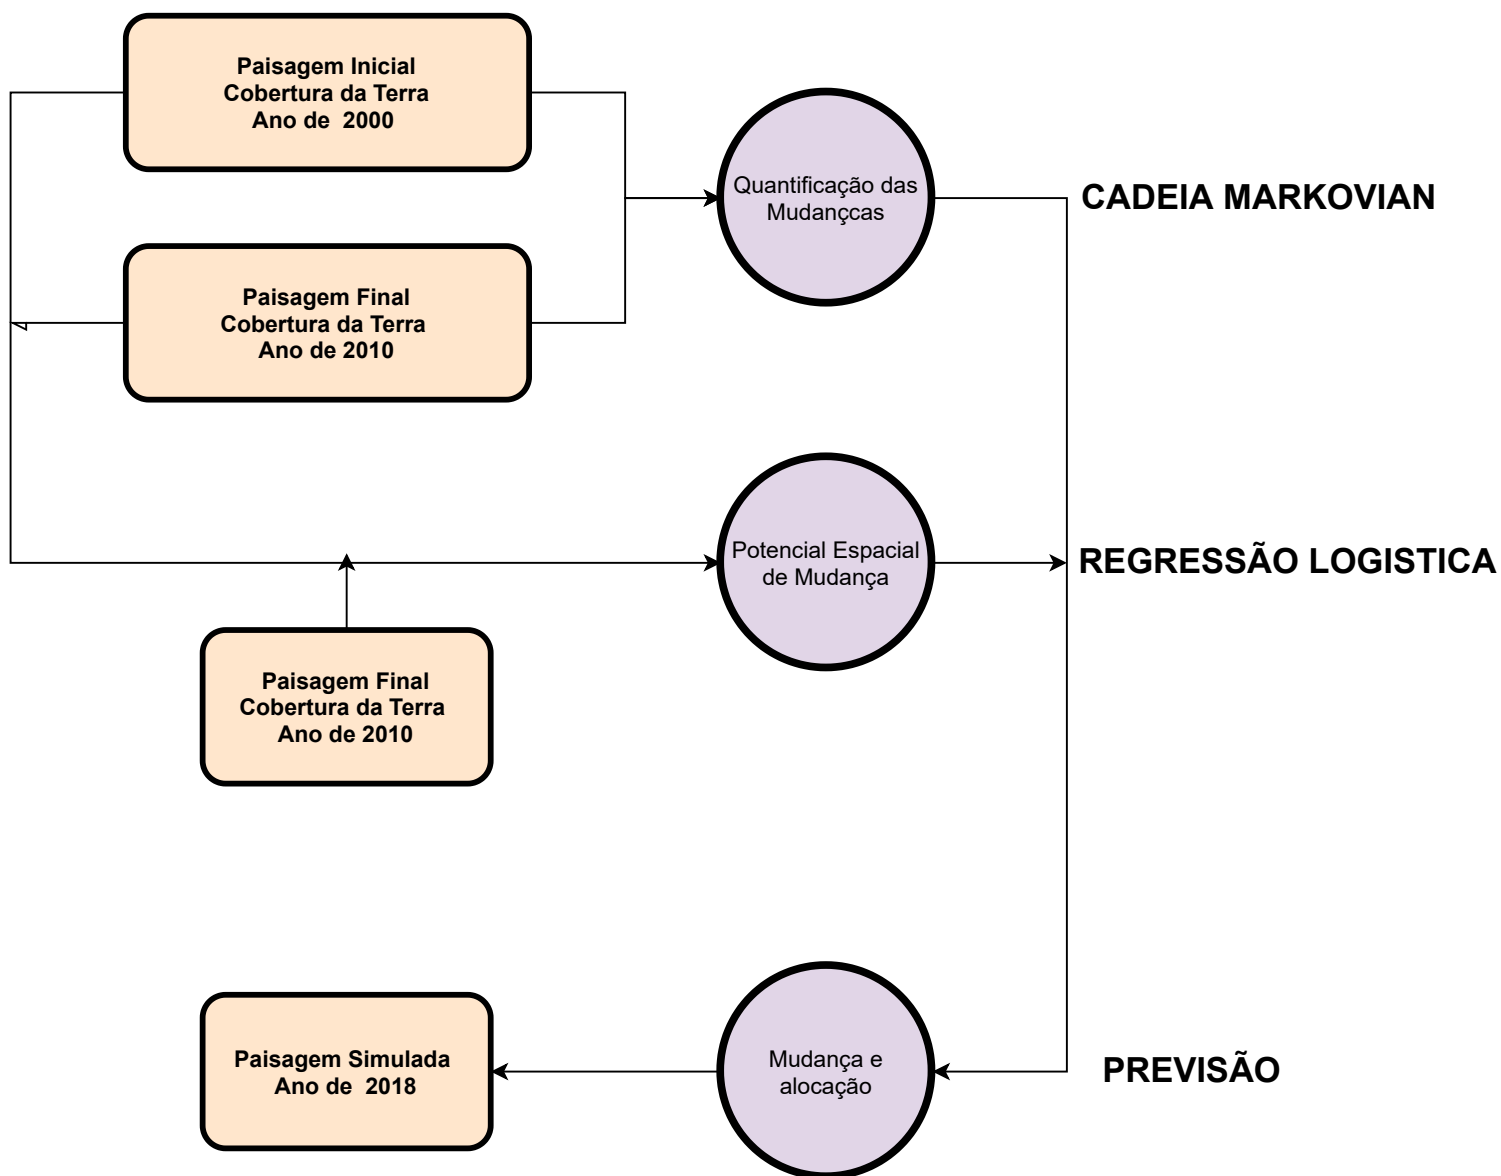 Paisagem Inicial
Cobertura da Terra
Ano de  2000
Quantificação das
Mudançcas
CADEIA MARKOVIAN
Paisagem Final
Cobertura da Terra
Ano de 2010
Potencial Espacial
de Mudança
REGRESSÃO LOGISTICA
Paisagem Final
Cobertura da Terra
Ano de 2010
Paisagem Simulada
Ano de  2018
Mudança e
alocação
PREVISÃO